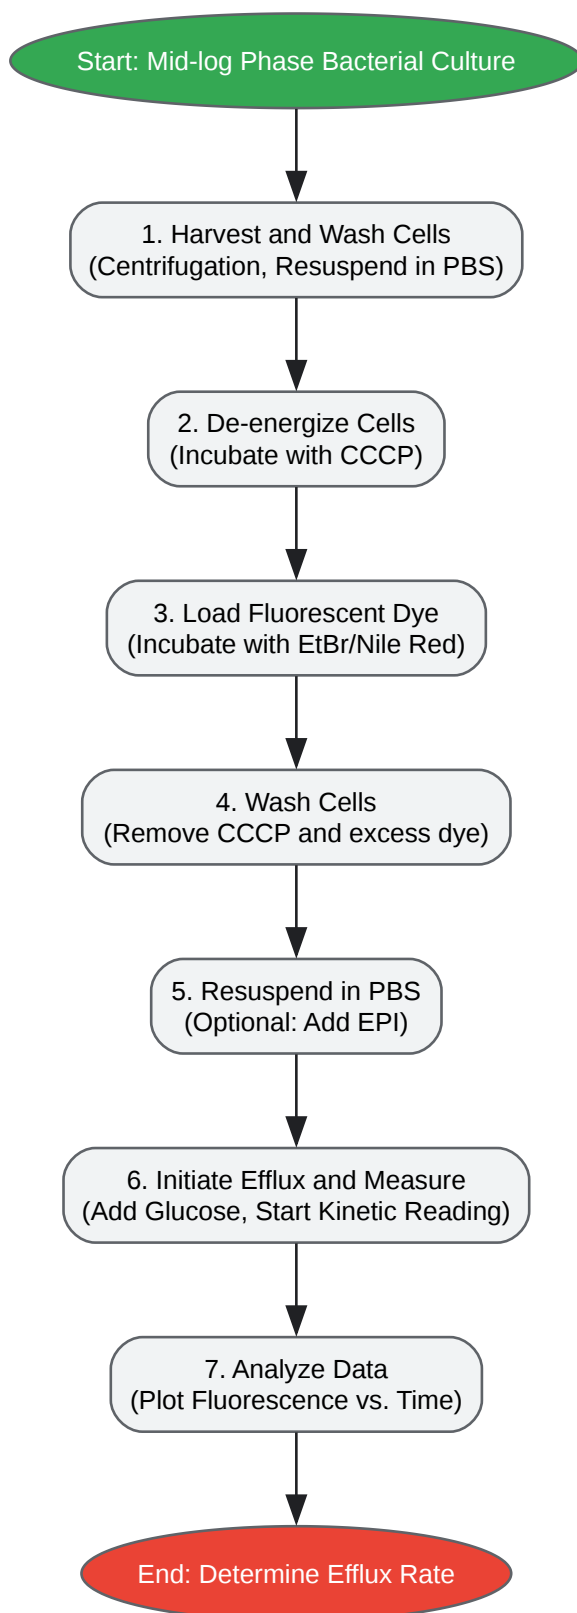 Start: Mid-log Phase Bacterial Culture
1. Harvest and Wash Cells
(Centrifugation, Resuspend in PBS)
2. De-energize Cells
(Incubate with CCCP)
3. Load Fluorescent Dye
(Incubate with EtBr/Nile Red)
4. Wash Cells
(Remove CCCP and excess dye)
5. Resuspend in PBS
(Optional: Add EPI)
6. Initiate Efflux and Measure
(Add Glucose, Start Kinetic Reading)
7. Analyze Data
(Plot Fluorescence vs. Time)
End: Determine Efflux Rate